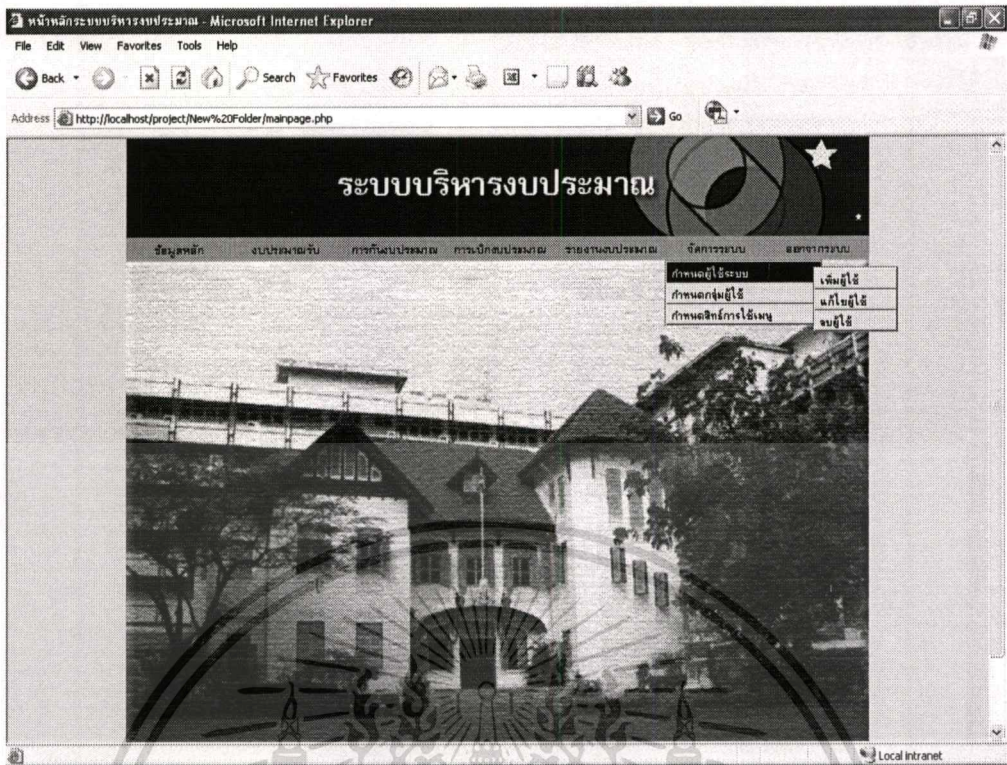 หน้าหลักระบบบริหารงบประมาณ - Microsoft Internet Explorer
File Edit View Favorites Tools Help
Back Search Favorites
Address http://localhost/project/New%20Folder/mainpage.php Go
ระบบบริหารงบประมาณ
ข้อมูลหลัก งบประมาณรับ การกันงบประมาณ การเบิกงบประมาณ รายงานงบประมาณ จัดการระบบ ออกจากระบบ
กำหนดผู้ใช้ระบบ เพิ่มผู้ใช้
กำหนดกลุ่มผู้ใช้ แก้ไขผู้ใช้
กำหนดสิทธ์การใช้เมนู ลบผู้ใช้
Local intranet